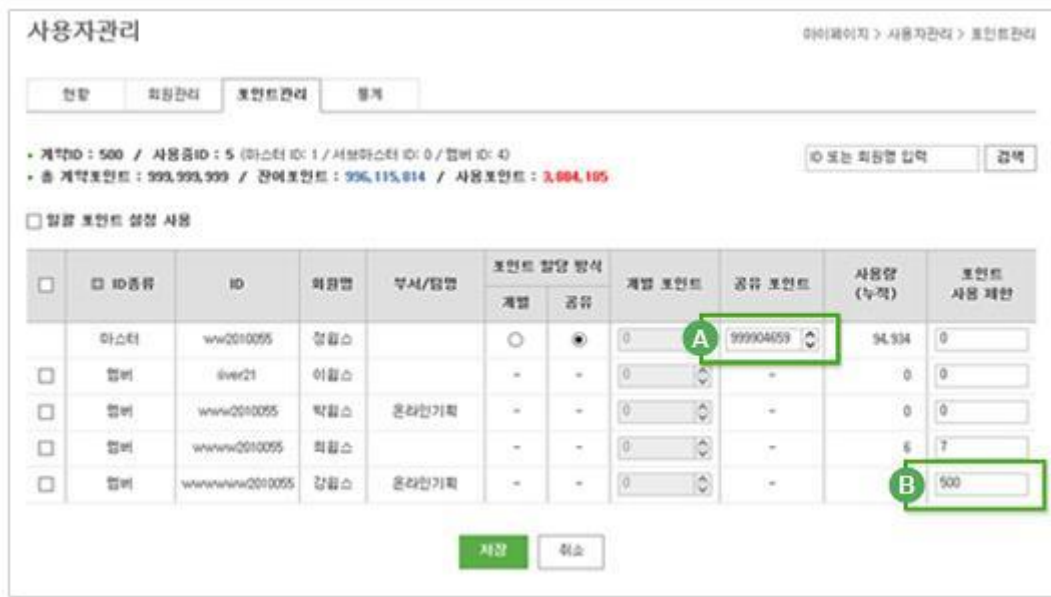 사용자관리
마이페이지 > 사용자관리 > 포인트관리
현황 회원관리 포인트관리 통계
계약ID : 500 / 사용중ID : 5 (마스터 ID: 1 / 서브마스터 ID: 0 / 멤버 ID: 4)
ID 또는 회원명 입력 검색
총 계약포인트 : 999,999,999 / 잔여포인트 : 996,115,814 / 사용포인트 : 3,884,185
일괄 포인트 설정 사용
ID종류 ID 회원명 부서/팀명 포인트 할당 방식 개별 포인트 공유 포인트 사용량 (누적) 포인트 사용 제한
개별 공유
마스터 ww2010055 정윕스 0 A 999904659 94,934 0
멤버 silver21 이윕스 - - 0 - 0 0
멤버 www2010055 박윕스 온라인기획 - - 0 - 0 0
멤버 wwwww2010055 최윕스 - - 0 - 6 7
멤버 wwwwwww2010055 강윕스 온라인기획 - - 0 - B 500
저장 취소